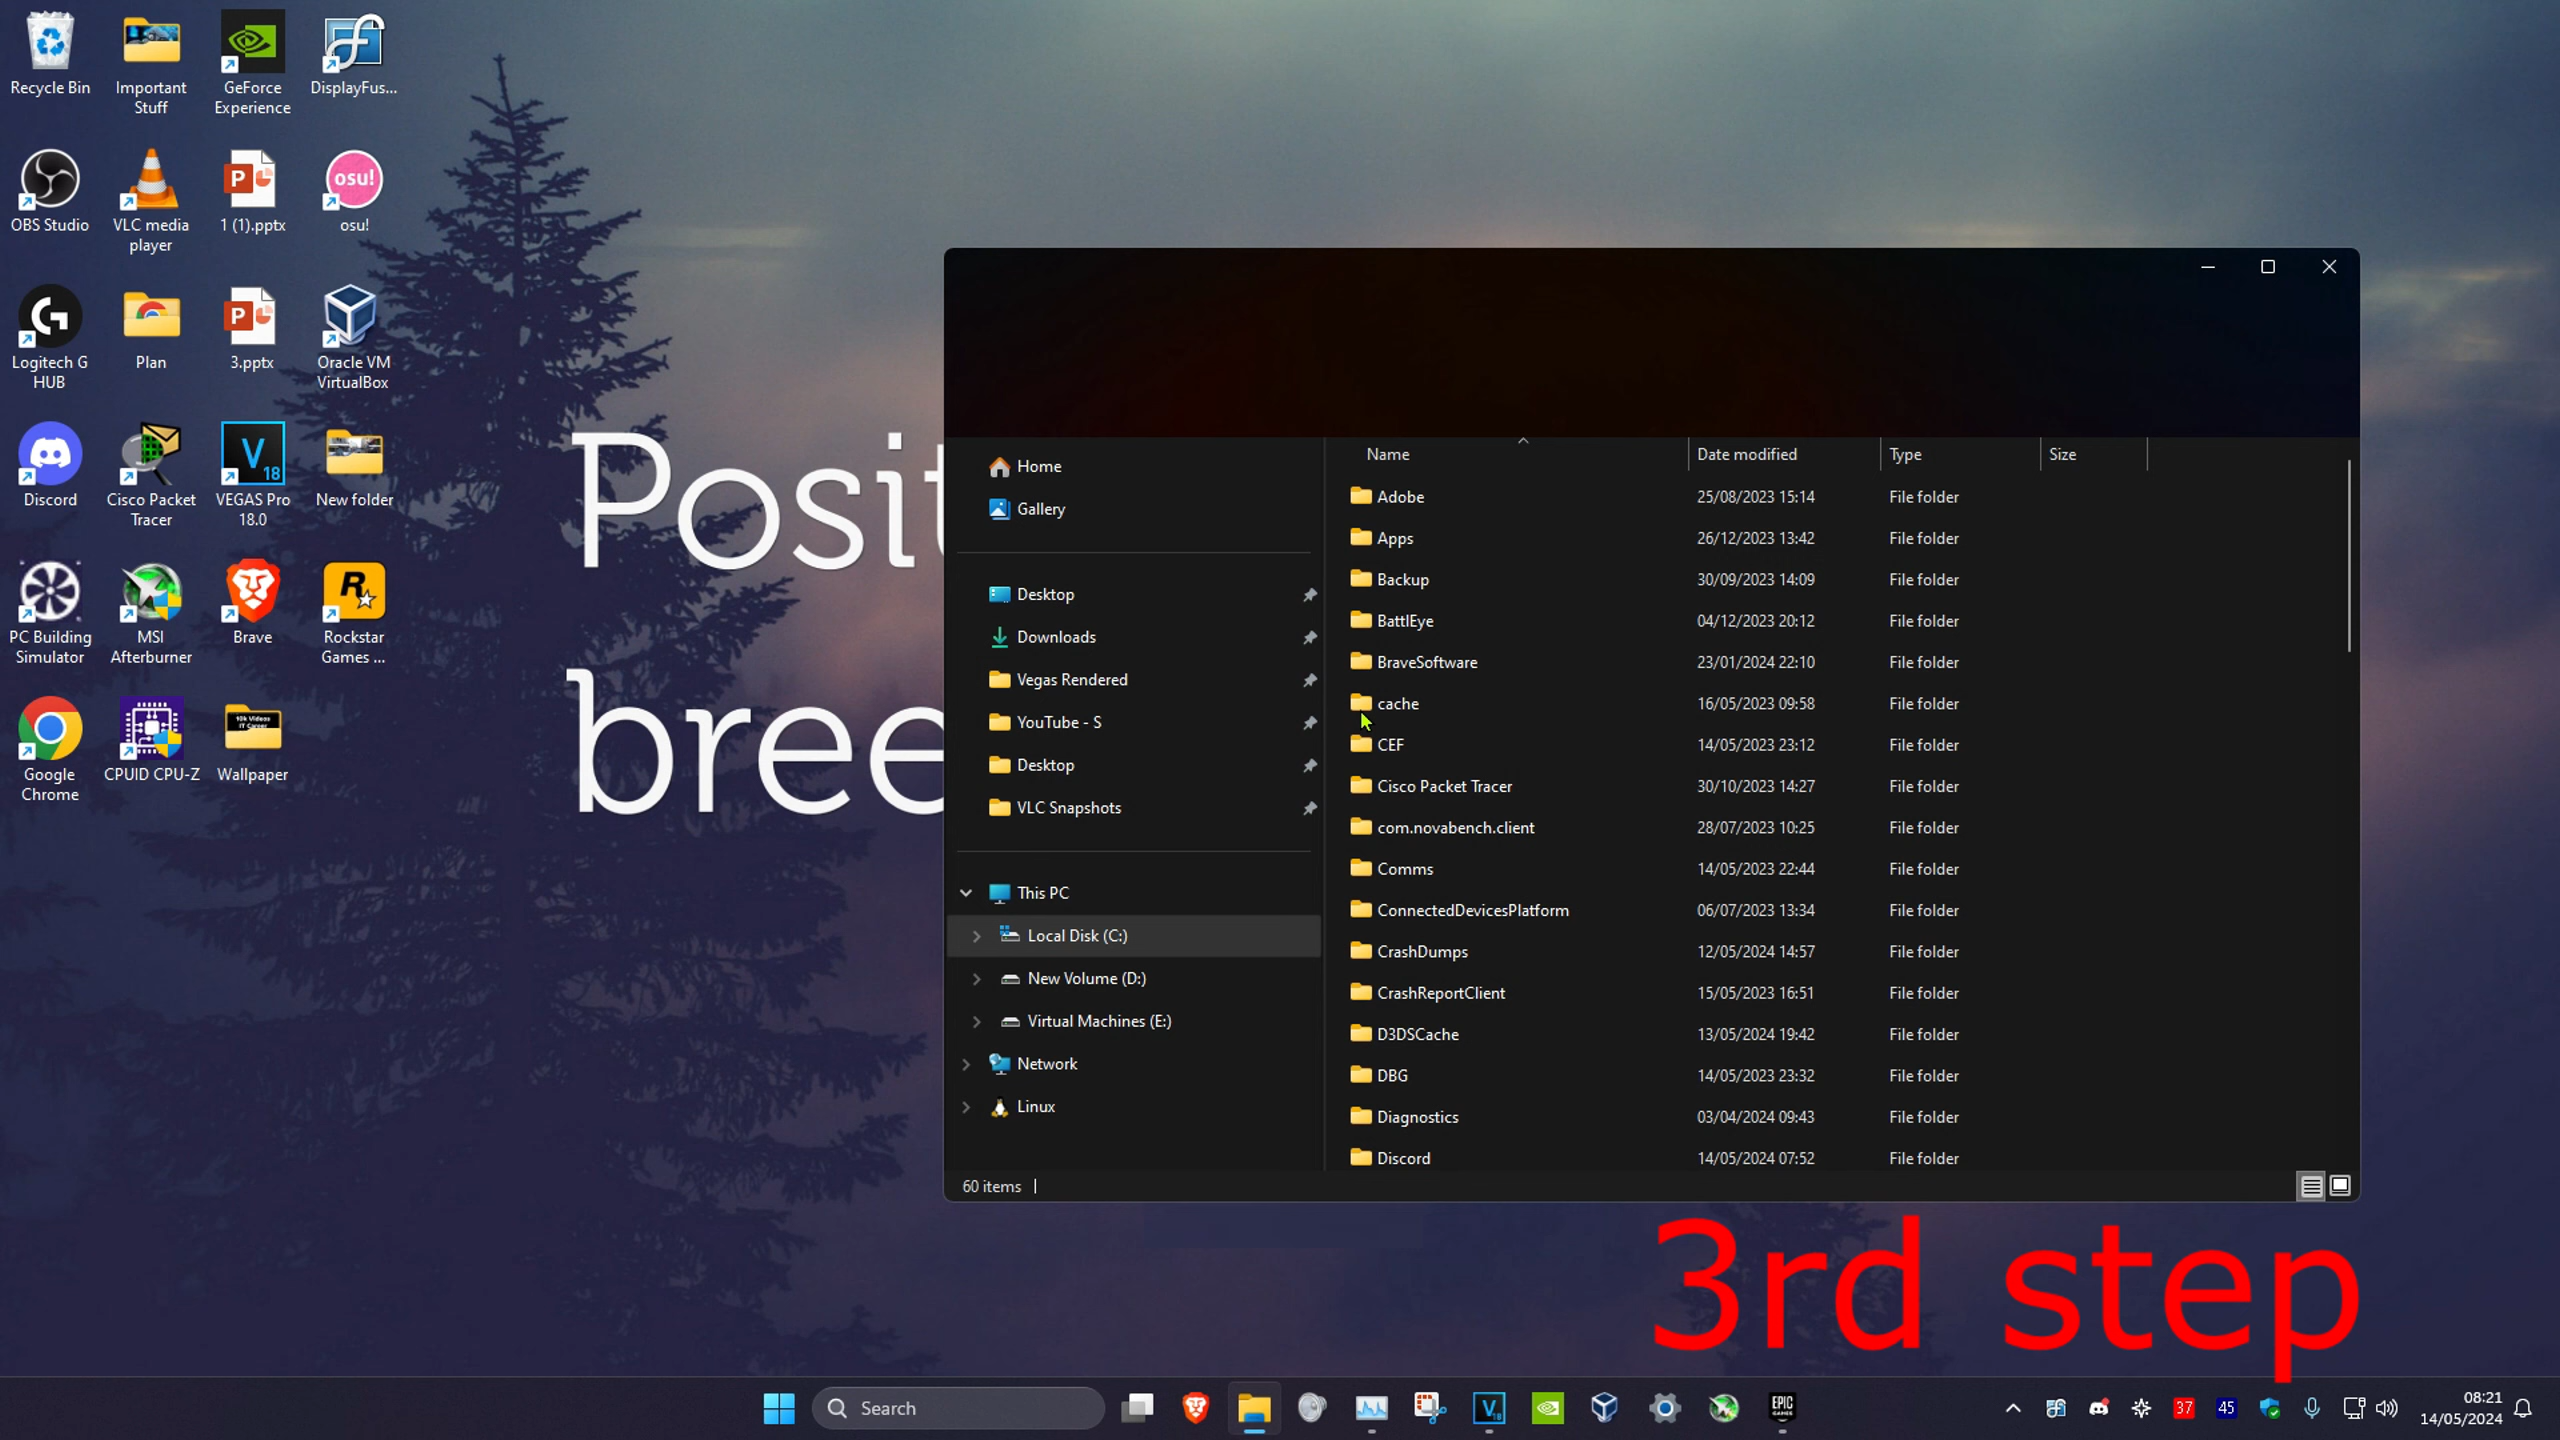 Recycle Bin
Important
Stuff
GeForce
Experience
DisplayFus...
OBS Studio
VLC media
player
1 (1).pptx
osu!
osu!
Logitech G
HUB
Plan
3.pptx
Oracle VM
VirtualBox
Discord
Cisco Packet
Tracer
V 18
VEGAS Pro
18.0
New folder
PC Building
Simulator
MSI
Afterburner
Brave
Rockstar
Games ...
Google
Chrome
CPUID CPU-Z
10k Videos
IT Career
Wallpaper
Posit
bree
Home
Gallery
Desktop
Downloads
Vegas Rendered
YouTube - S
Desktop
VLC Snapshots
This PC
Local Disk (C:)
New Volume (D:)
Virtual Machines (E:)
Network
Linux
Name Date modified Type Size
Adobe 25/08/2023 15:14 File folder
Apps 26/12/2023 13:42 File folder
Backup 30/09/2023 14:09 File folder
BattlEye 04/12/2023 20:12 File folder
BraveSoftware 23/01/2024 22:10 File folder
cache 16/05/2023 09:58 File folder
CEF 14/05/2023 23:12 File folder
Cisco Packet Tracer 30/10/2023 14:27 File folder
com.novabench.client 28/07/2023 10:25 File folder
Comms 14/05/2023 22:44 File folder
ConnectedDevicesPlatform 06/07/2023 13:34 File folder
CrashDumps 12/05/2024 14:57 File folder
CrashReportClient 15/05/2023 16:51 File folder
D3DSCache 13/05/2024 19:42 File folder
DBG 14/05/2023 23:32 File folder
Diagnostics 03/04/2024 09:43 File folder
Discord 14/05/2024 07:52 File folder
60 items
3rd step
Search
EPIC
GAMES
37
45
08:21
14/05/2024